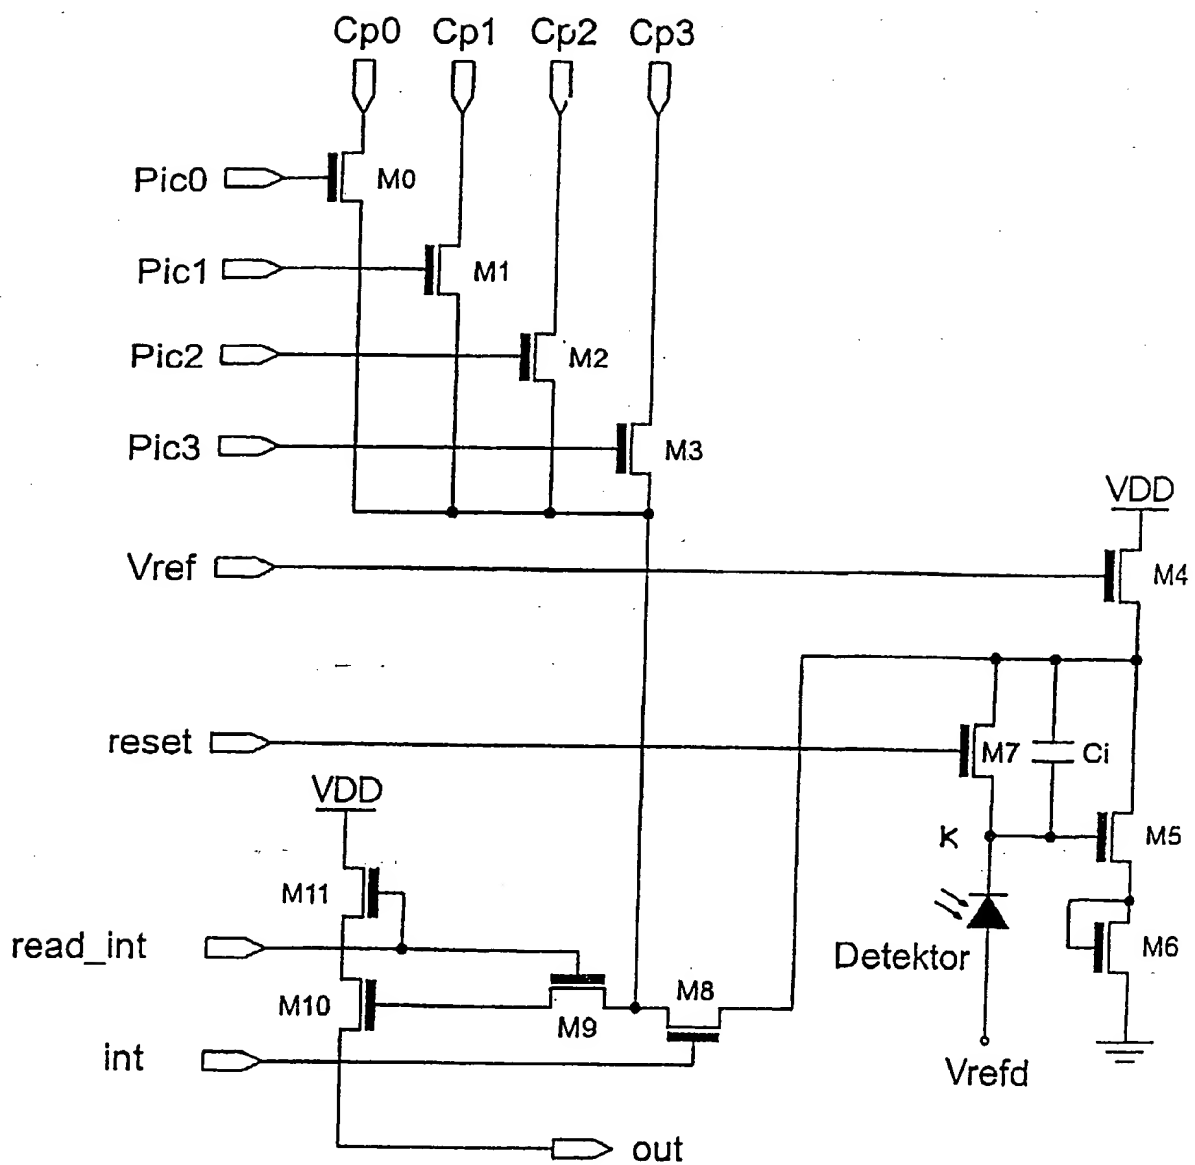 Cp0 Cp1 Cp2 Cp3
Pic0 M0
Pic1 M1
Pic2 M2
Pic3 M3
VDD
Vref M4
reset M7 Ci
VDD
K M5
M11
read_int Detektor M6
M10 M9 M8
int Vrefd
out